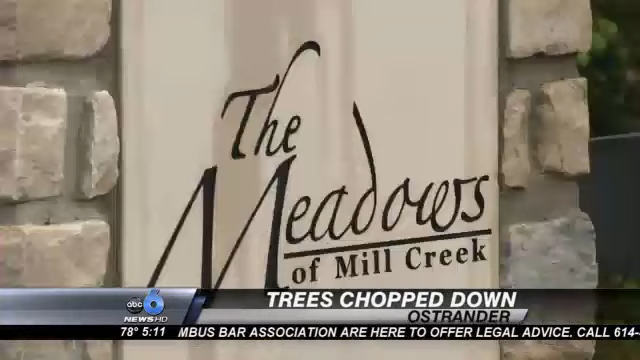 The
Meadows
of Mill Creek
TREES CHOPPED DOWN
OSTRANDER
abc 6
NEWS HD
78° 5:11 MBUS BAR ASSOCIATION ARE HERE TO OFFER LEGAL ADVICE. CALL 614-